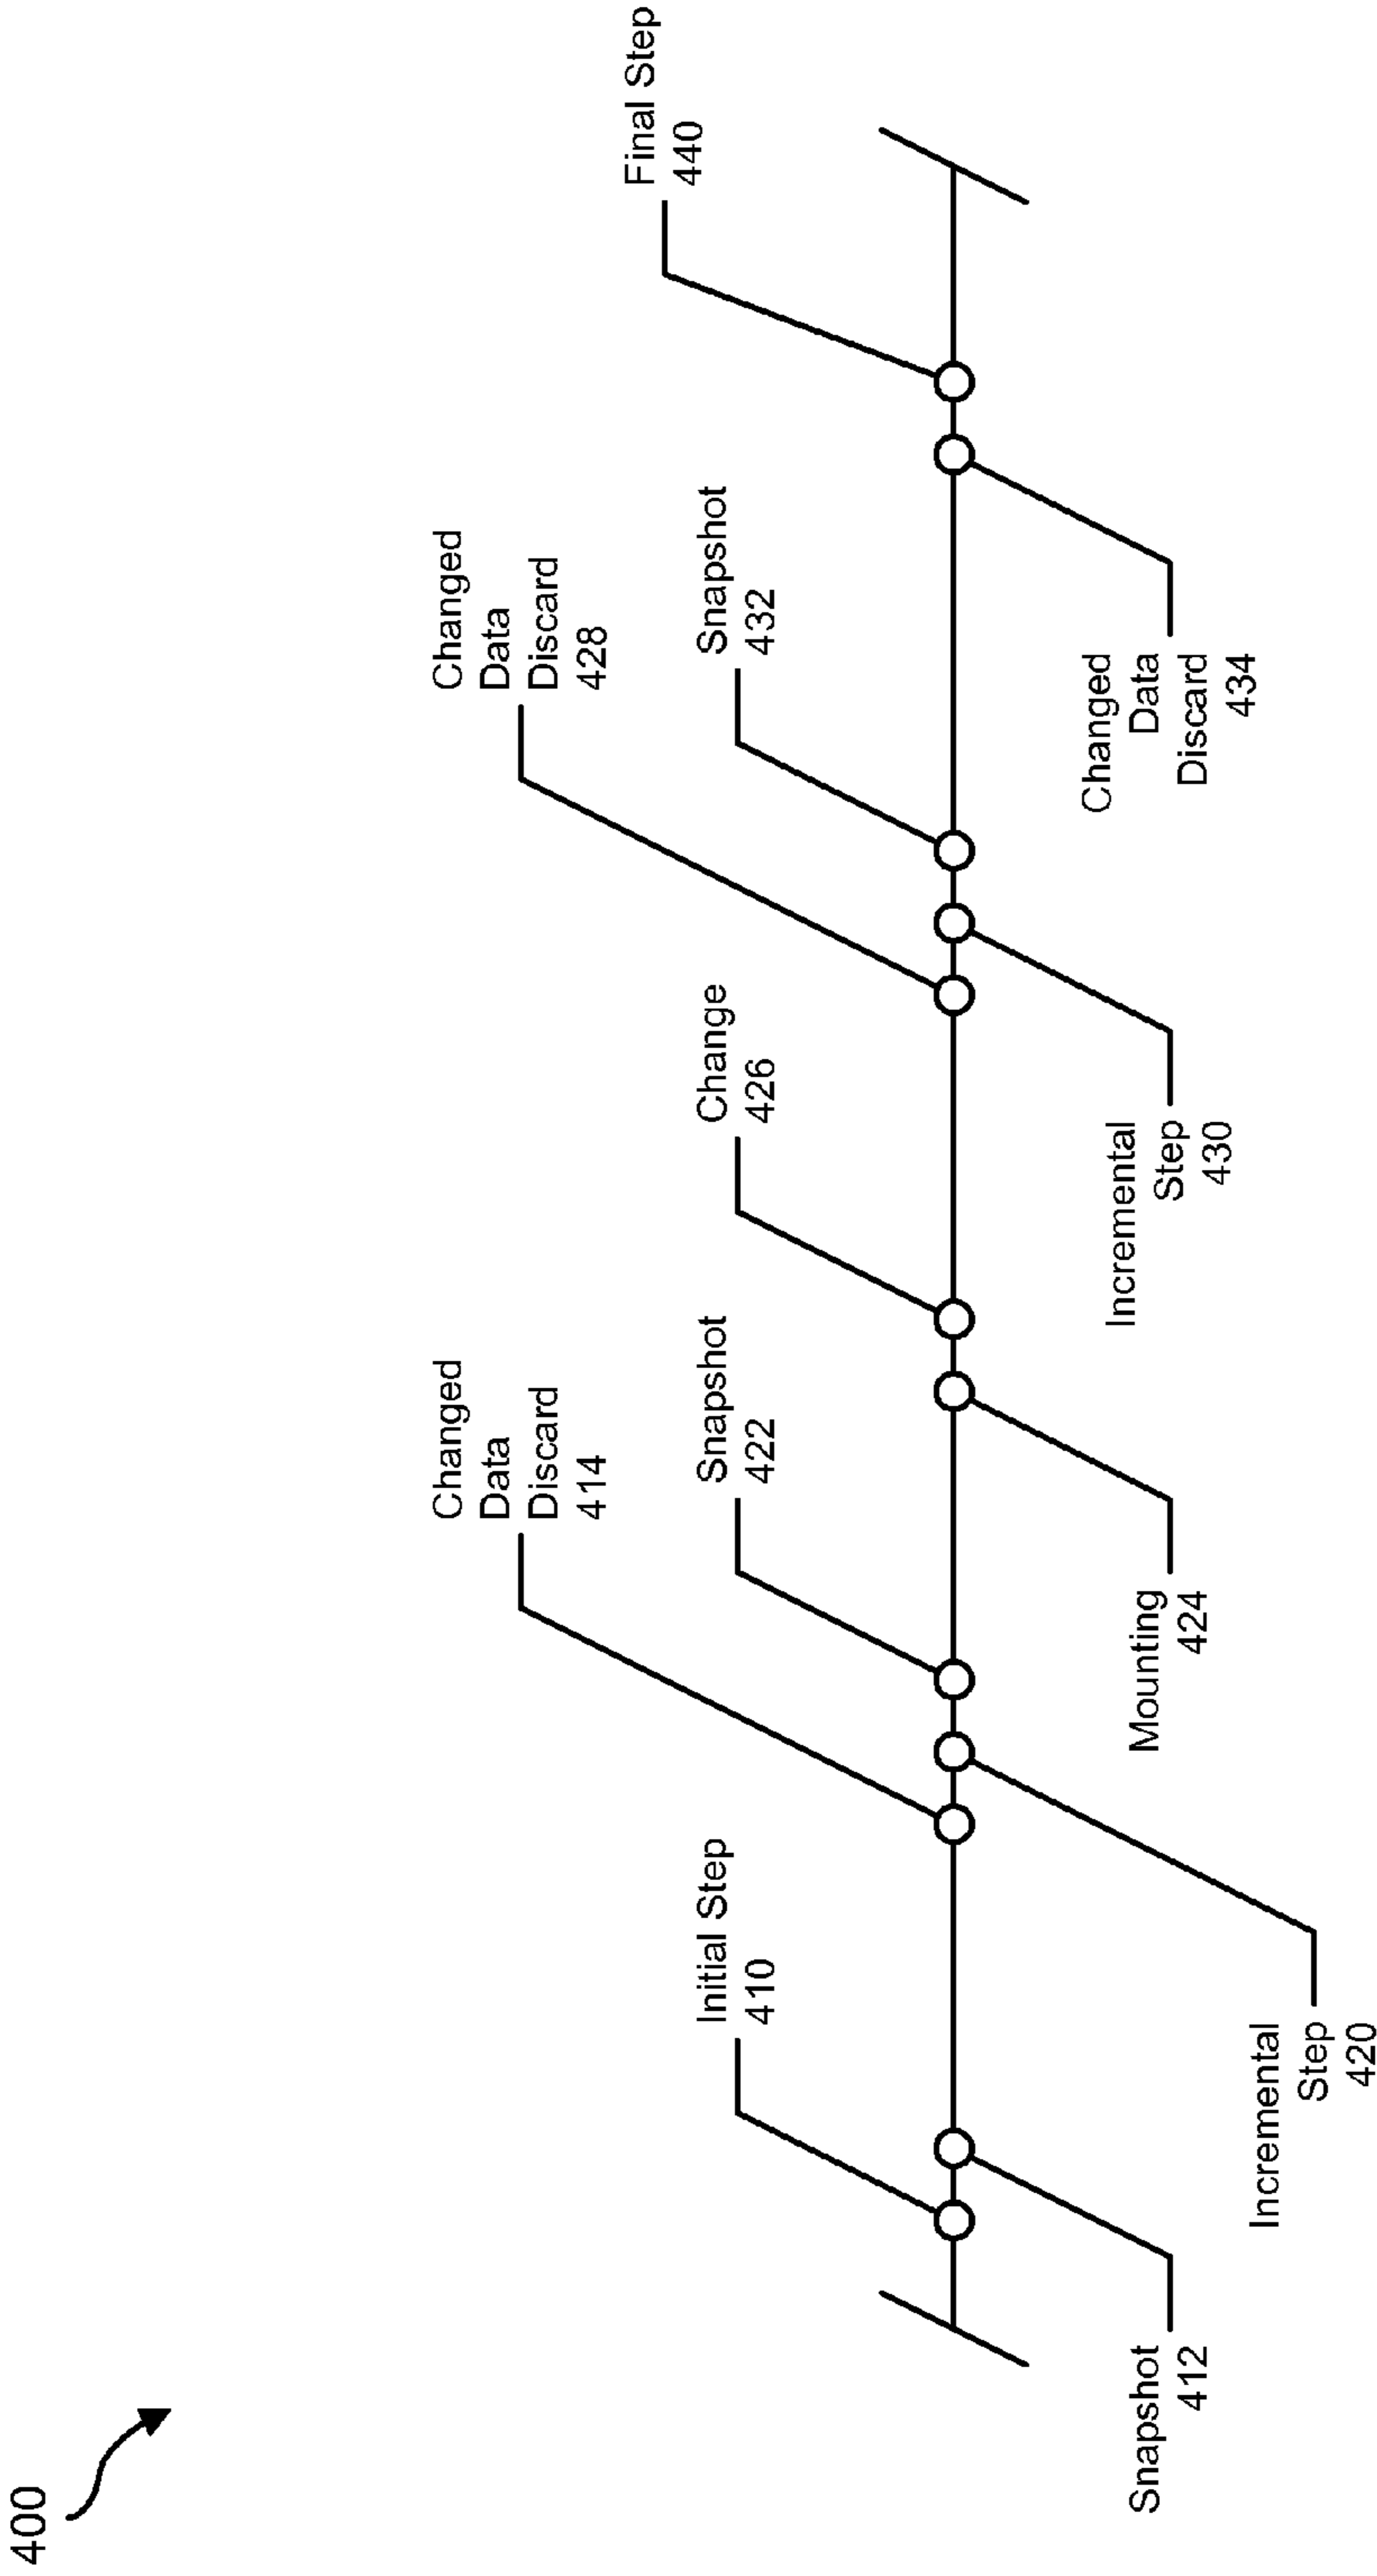 400
Initial Step
410
Snapshot
412
Changed
Data
Discard
414
Incremental
Step
420
Snapshot
422
Mounting
424
Change
426
Changed
Data
Discard
428
Incremental
Step
430
Snapshot
432
Changed
Data
Discard
434
Final Step
440